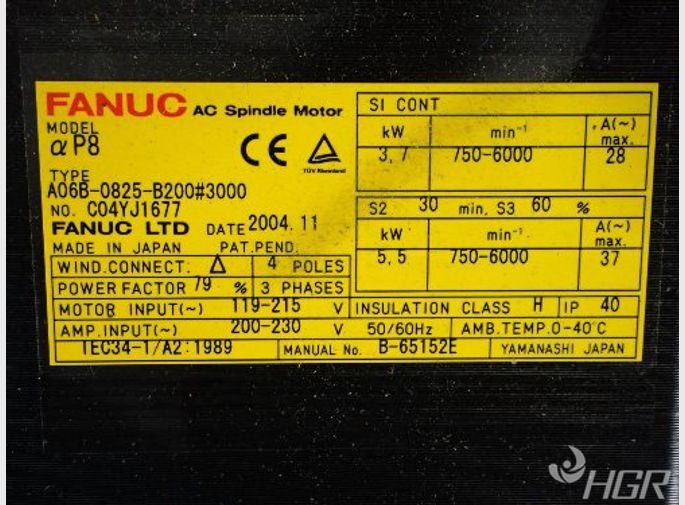 FANUC AC Spindle Motor
MODEL
αP8
TYPE
A06B-0825-B200#3000
NO. C04YJ1677
FANUC LTD DATE 2004.11
MADE IN JAPAN PAT.PEND.
CE
TÜV Rheinland
WIND.CONNECT: Δ 4 POLES
POWER FACTOR 79 % 3 PHASES
S1 CONT
kW min⁻¹ A(~) max.
3,7 750-6000 28
S2 30 min, S3 60 %
kW min⁻¹ A(~) max.
5,5 750-6000 37
MOTOR INPUT(~) 119-215 V INSULATION CLASS H IP 40
AMP.INPUT(~) 200-230 V 50/60Hz AMB.TEMP.0-40°C
IEC34-1/A2:1989 MANUAL No. B-65152E YAMANASHI JAPAN
HGR